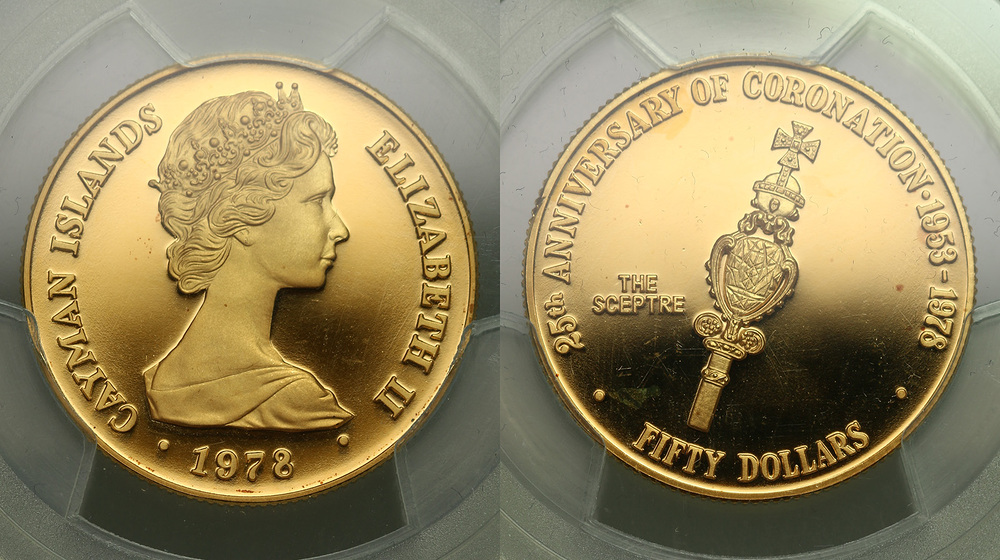 CAYMAN ISLANDS
ELIZABETH II
• 1978 •
25th ANNIVERSARY OF CORONATION • 1953 - 1978
THE
SCEPTRE
• FIFTY DOLLARS •